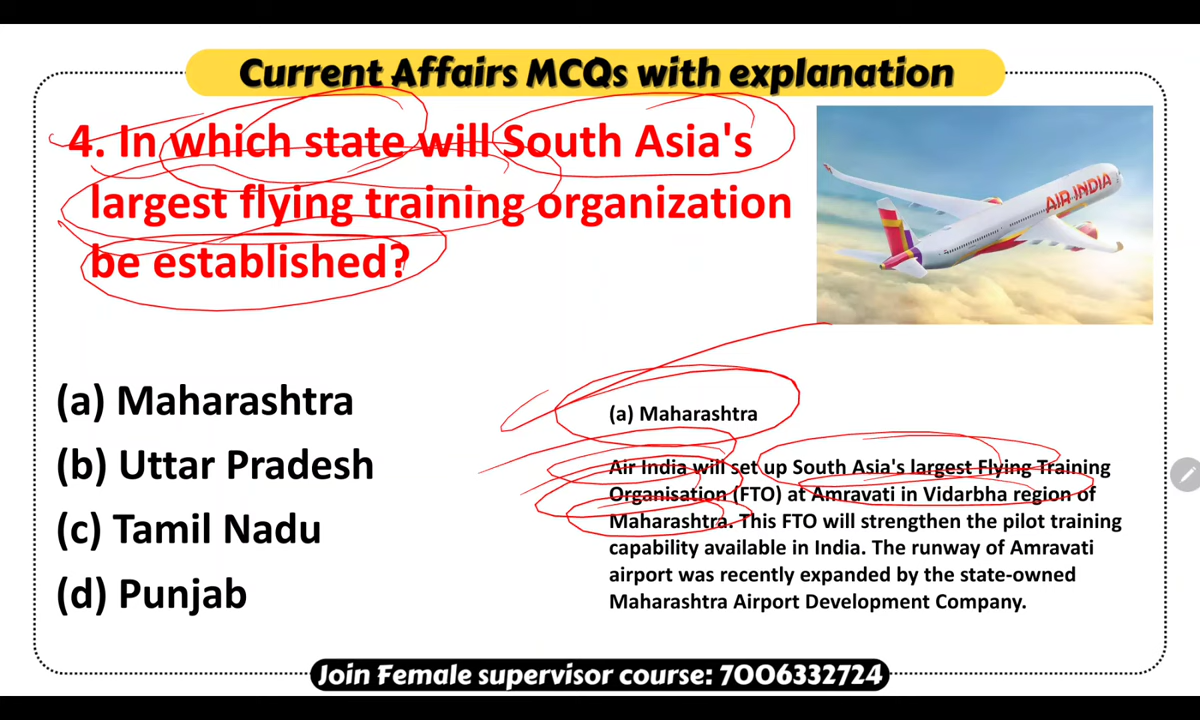 Current Affairs MCQs with explanation
4. In which state will South Asia's
largest flying training organization
be established?
AIR INDIA
(a) Maharashtra
(b) Uttar Pradesh
(c) Tamil Nadu
(d) Punjab
(a) Maharashtra
Air India will set up South Asia's largest Flying Training
Organisation (FTO) at Amravati in Vidarbha region of
Maharashtra. This FTO will strengthen the pilot training
capability available in India. The runway of Amravati
airport was recently expanded by the state-owned
Maharashtra Airport Development Company.
Join Female supervisor course: 7006332724